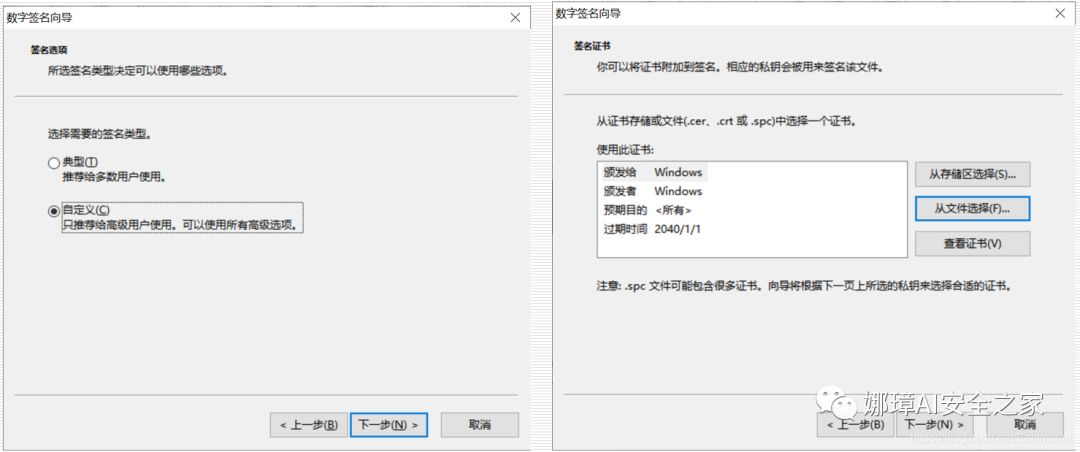 数字签名向导
签名选项
所选签名类型决定可以使用哪些选项。
选择需要的签名类型。
典型(T)
推荐给多数用户使用。
自定义(C)
只推荐给高级用户使用。可以使用所有高级选项。
< 上一步(B)
下一步(N) >
取消
数字签名向导
签名证书
你可以将证书附加到签名。相应的私钥会被用来签名该文件。
从证书存储或文件(.cer、.crt 或 .spc)中选择一个证书。
使用此证书:
颁发给 Windows
颁发者 Windows
预期目的 <所有>
过期时间 2040/1/1
从存储区选择(S)...
从文件选择(F)...
查看证书(V)
注意: .spc 文件可能包含很多证书。向导将根据下一页上所选的私钥来选择合适的证书。
娜璋AI安全之家
< 上一步(B)
下一步(N) >
取消